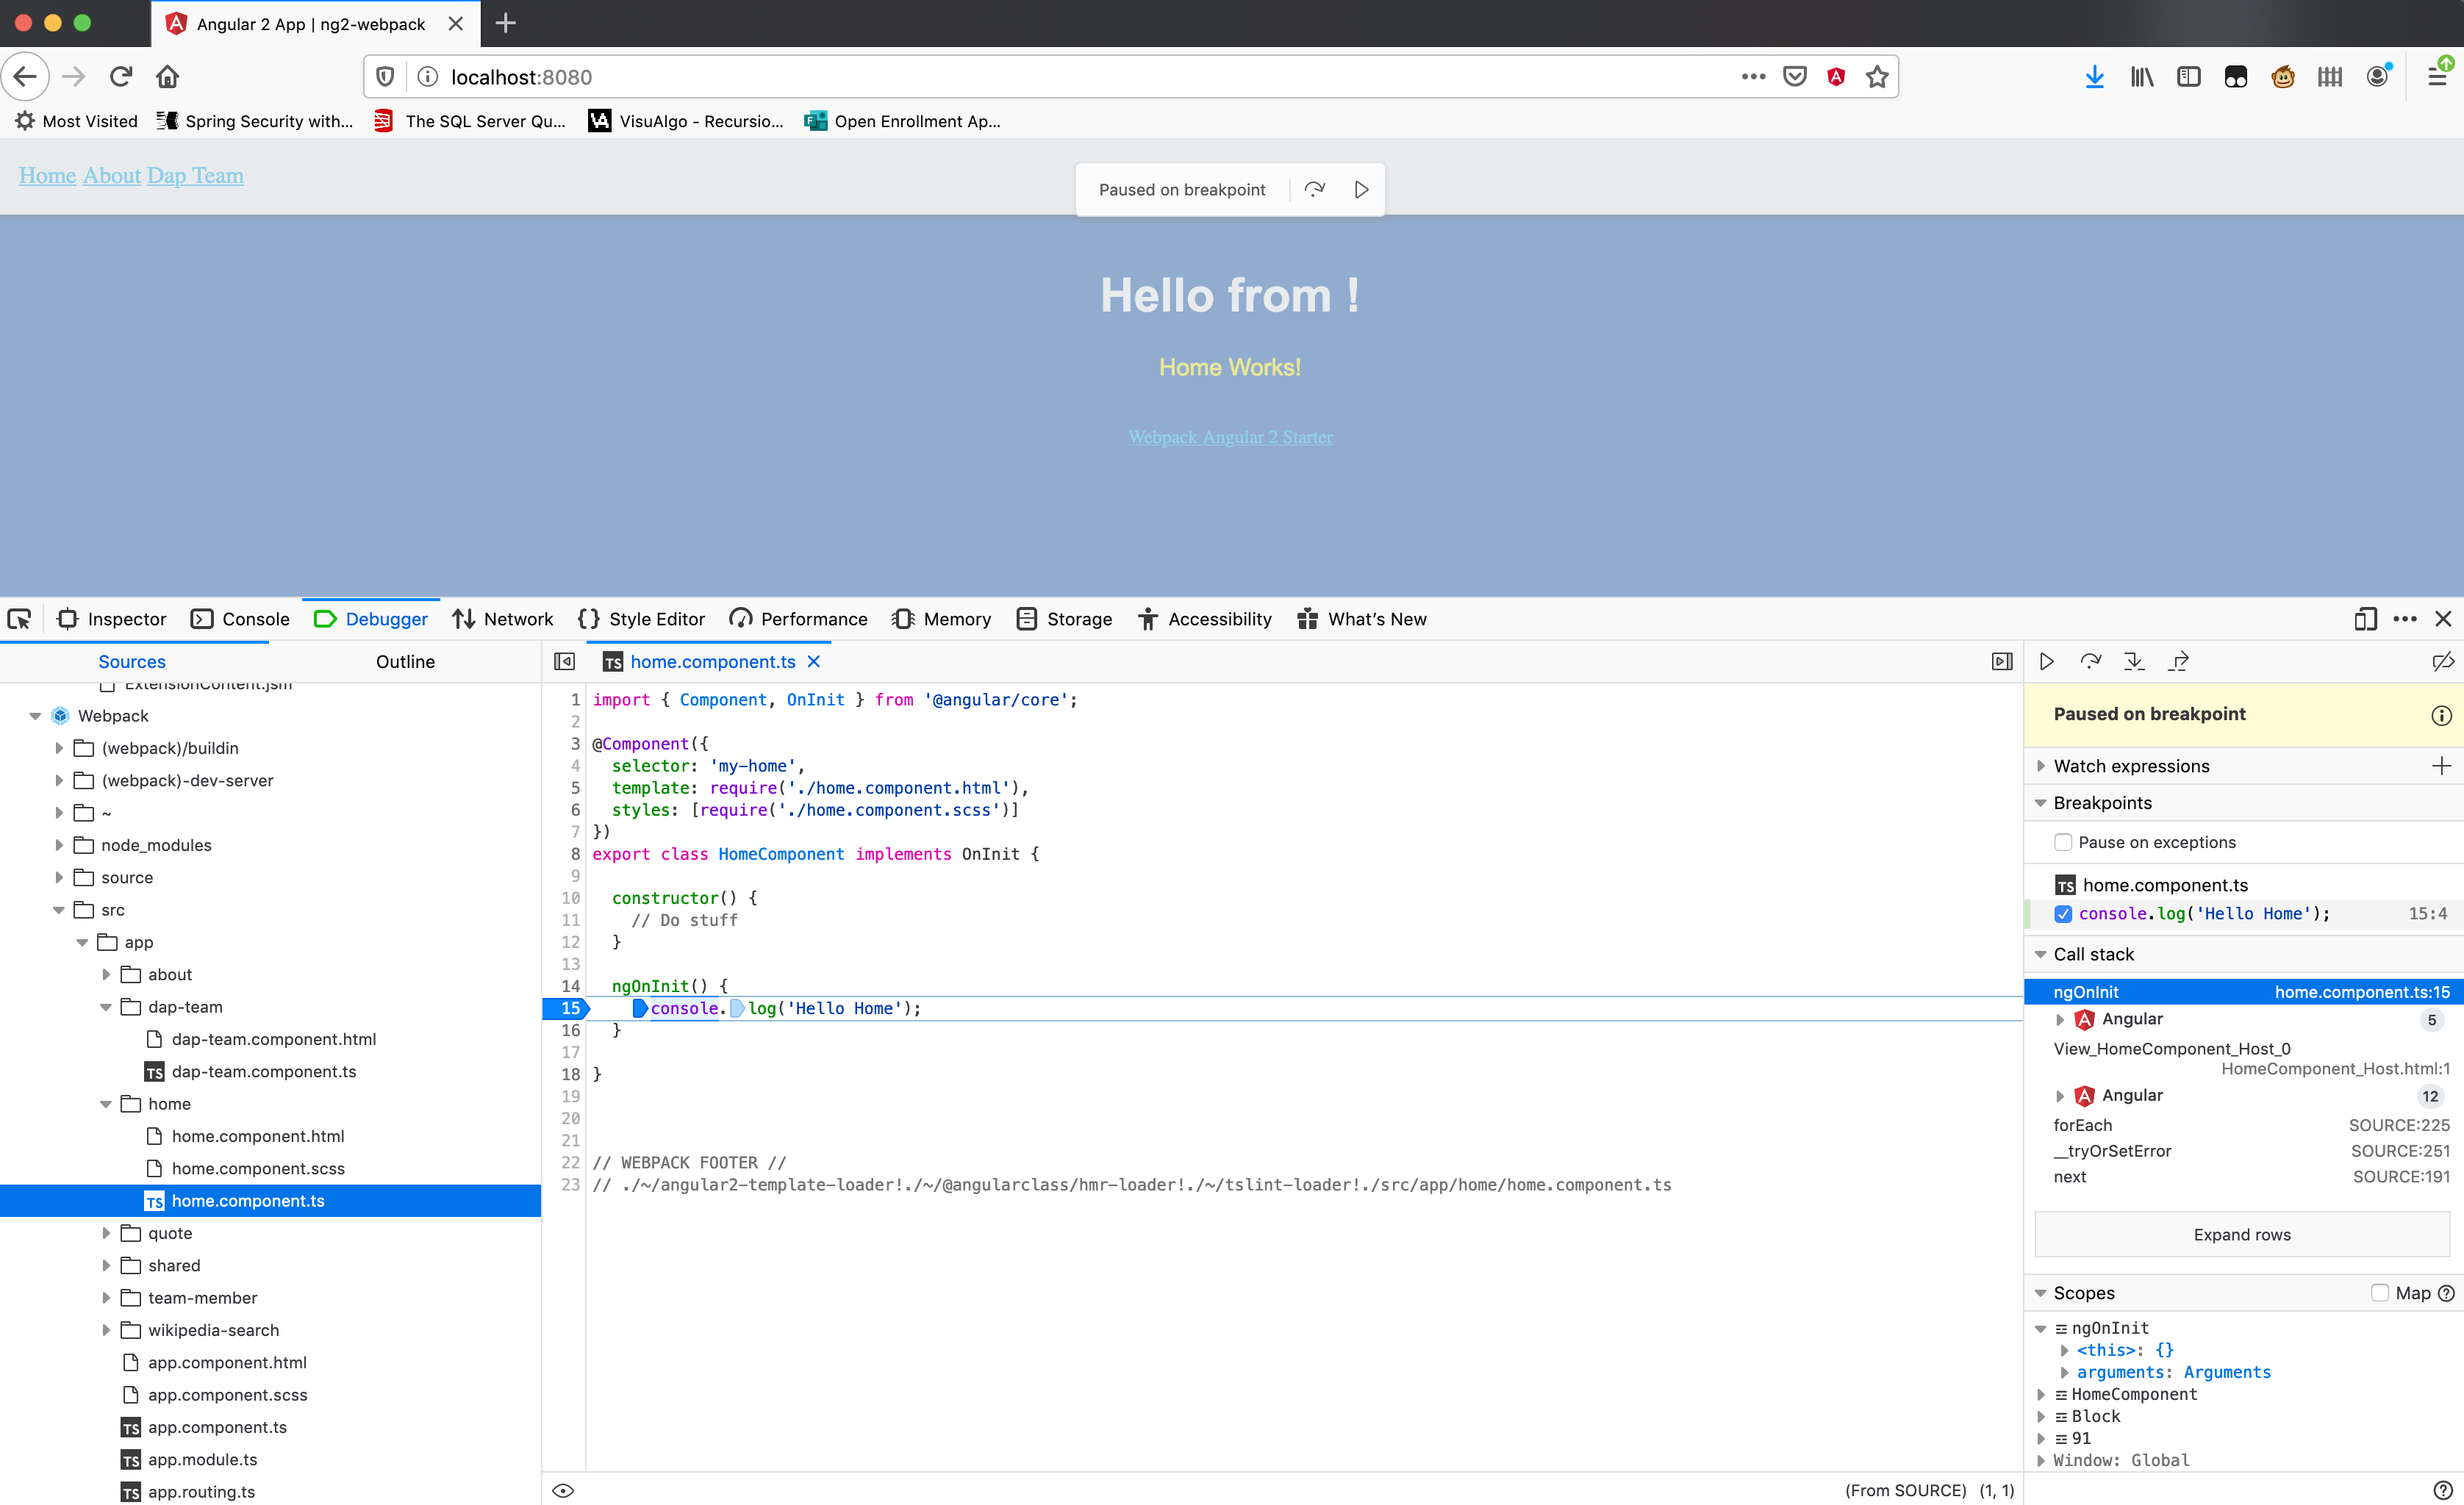 Angular 2 App | ng2-webpack
localhost:8080
Most Visited
Spring Security with...
The SQL Server Qu...
VisuAlgo - Recursio...
Open Enrollment Ap...
Home About Dap Team
Paused on breakpoint
Hello from !
Home Works!
Webpack Angular 2 Starter
Inspector
Console
Debugger
Network
Style Editor
Performance
Memory
Storage
Accessibility
What's New
Sources
Outline
ExtensionContent.jsm
Webpack
(webpack)/buildin
(webpack)-dev-server
~
node_modules
source
src
app
about
dap-team
dap-team.component.html
TS dap-team.component.ts
home
home.component.html
home.component.scss
TS home.component.ts
quote
shared
team-member
wikipedia-search
app.component.html
app.component.scss
TS app.component.ts
TS app.module.ts
TS app.routing.ts
TS home.component.ts
1 import { Component, OnInit } from '@angular/core';
2
3 @Component({
4   selector: 'my-home',
5   template: require('./home.component.html'),
6   styles: [require('./home.component.scss')]
7 })
8 export class HomeComponent implements OnInit {
9
10   constructor() {
11     // Do stuff
12   }
13
14   ngOnInit() {
15     console.log('Hello Home');
16   }
17
18 }
19
20
21
22 // WEBPACK FOOTER //
23 // ./~/angular2-template-loader!./~/@angularclass/hmr-loader!./~/tslint-loader!./src/app/home/home.component.ts
(From SOURCE) (1, 1)
Paused on breakpoint
Watch expressions
Breakpoints
Pause on exceptions
TS home.component.ts
console.log('Hello Home'); 15:4
Call stack
ngOnInit home.component.ts:15
Angular 5
View_HomeComponent_Host_0
HomeComponent_Host.html:1
Angular 12
forEach SOURCE:225
__tryOrSetError SOURCE:251
next SOURCE:191
Expand rows
Scopes Map
ngOnInit
<this>: {}
arguments: Arguments
HomeComponent
Block
91
Window: Global